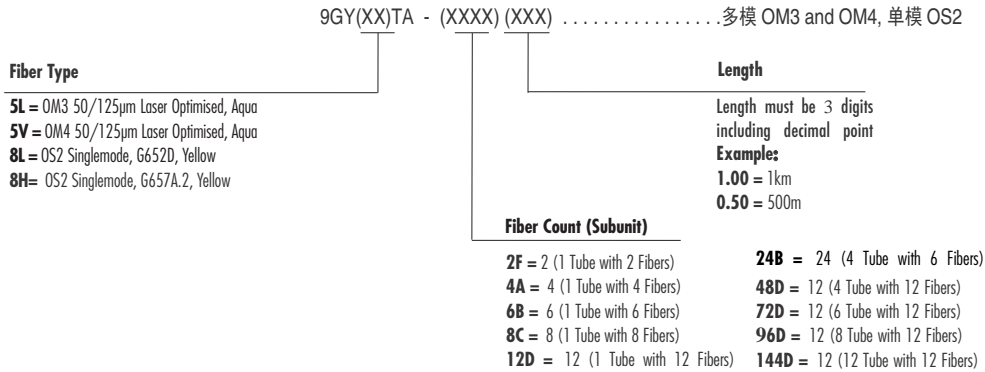 9GY(XX)TA - (XXXX) (XXX) . . . . . . . . . . . . . . . .多模 OM3 and OM4, 单模 OS2
Fiber Type
5L = OM3 50/125µm Laser Optimised, Aqua
5V = OM4 50/125µm Laser Optimised, Aqua
8L = OS2 Singlemode, G652D, Yellow
8H= OS2 Singlemode, G657A.2, Yellow
Length
Length must be 3 digits
including decimal point
Example:
1.00 = 1km
0.50 = 500m
Fiber Count (Subunit)
2F = 2 (1 Tube with 2 Fibers)
4A = 4 (1 Tube with 4 Fibers)
6B = 6 (1 Tube with 6 Fibers)
8C = 8 (1 Tube with 8 Fibers)
12D = 12 (1 Tube with 12 Fibers)
24B = 24 (4 Tube with 6 Fibers)
48D = 12 (4 Tube with 12 Fibers)
72D = 12 (6 Tube with 12 Fibers)
96D = 12 (8 Tube with 12 Fibers)
144D = 12 (12 Tube with 12 Fibers)